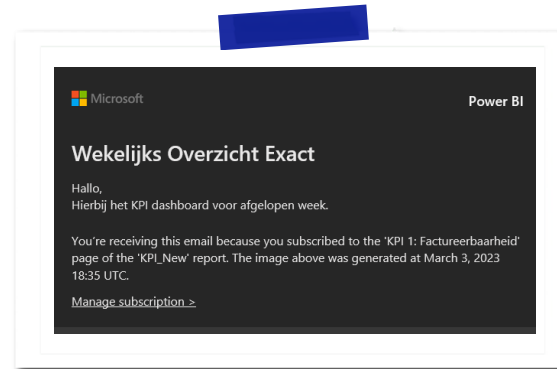 Microsoft
Power BI
Wekelijks Overzicht Exact
Hallo,
Hierbij het KPI dashboard voor afgelopen week.
You're receiving this email because you subscribed to the 'KPI 1: Factureerbaarheid'
page of the 'KPI_New' report. The image above was generated at March 3, 2023
18:35 UTC.
Manage subscription >